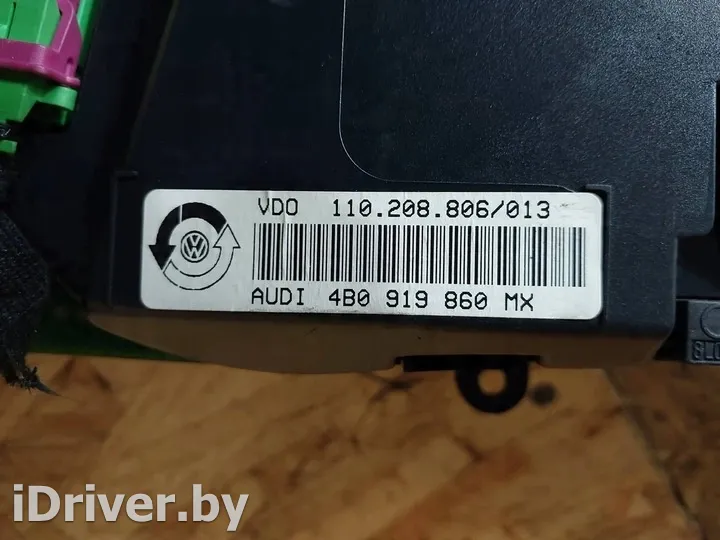 VDO 110.208.806/013
AUDI 4B0 919 860 MX
iDriver.by